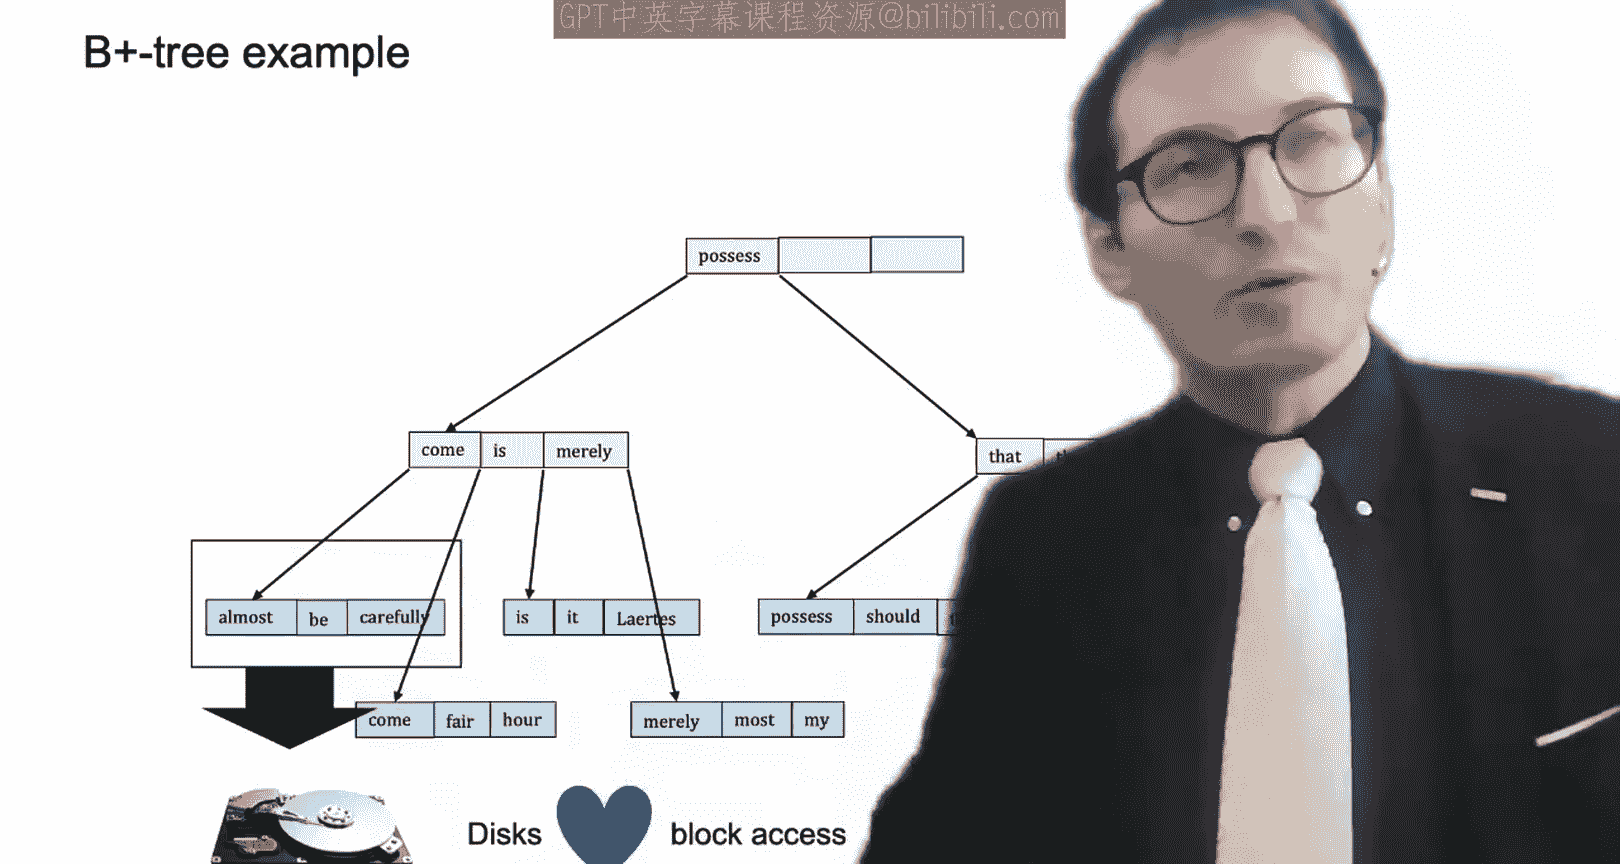 GPT中英字幕课程资源@bilibili.com
B+-tree example
possess
come is merely
that
almost be carefully
is it Laertes
possess should
come fair hour
merely most my
Disks block access